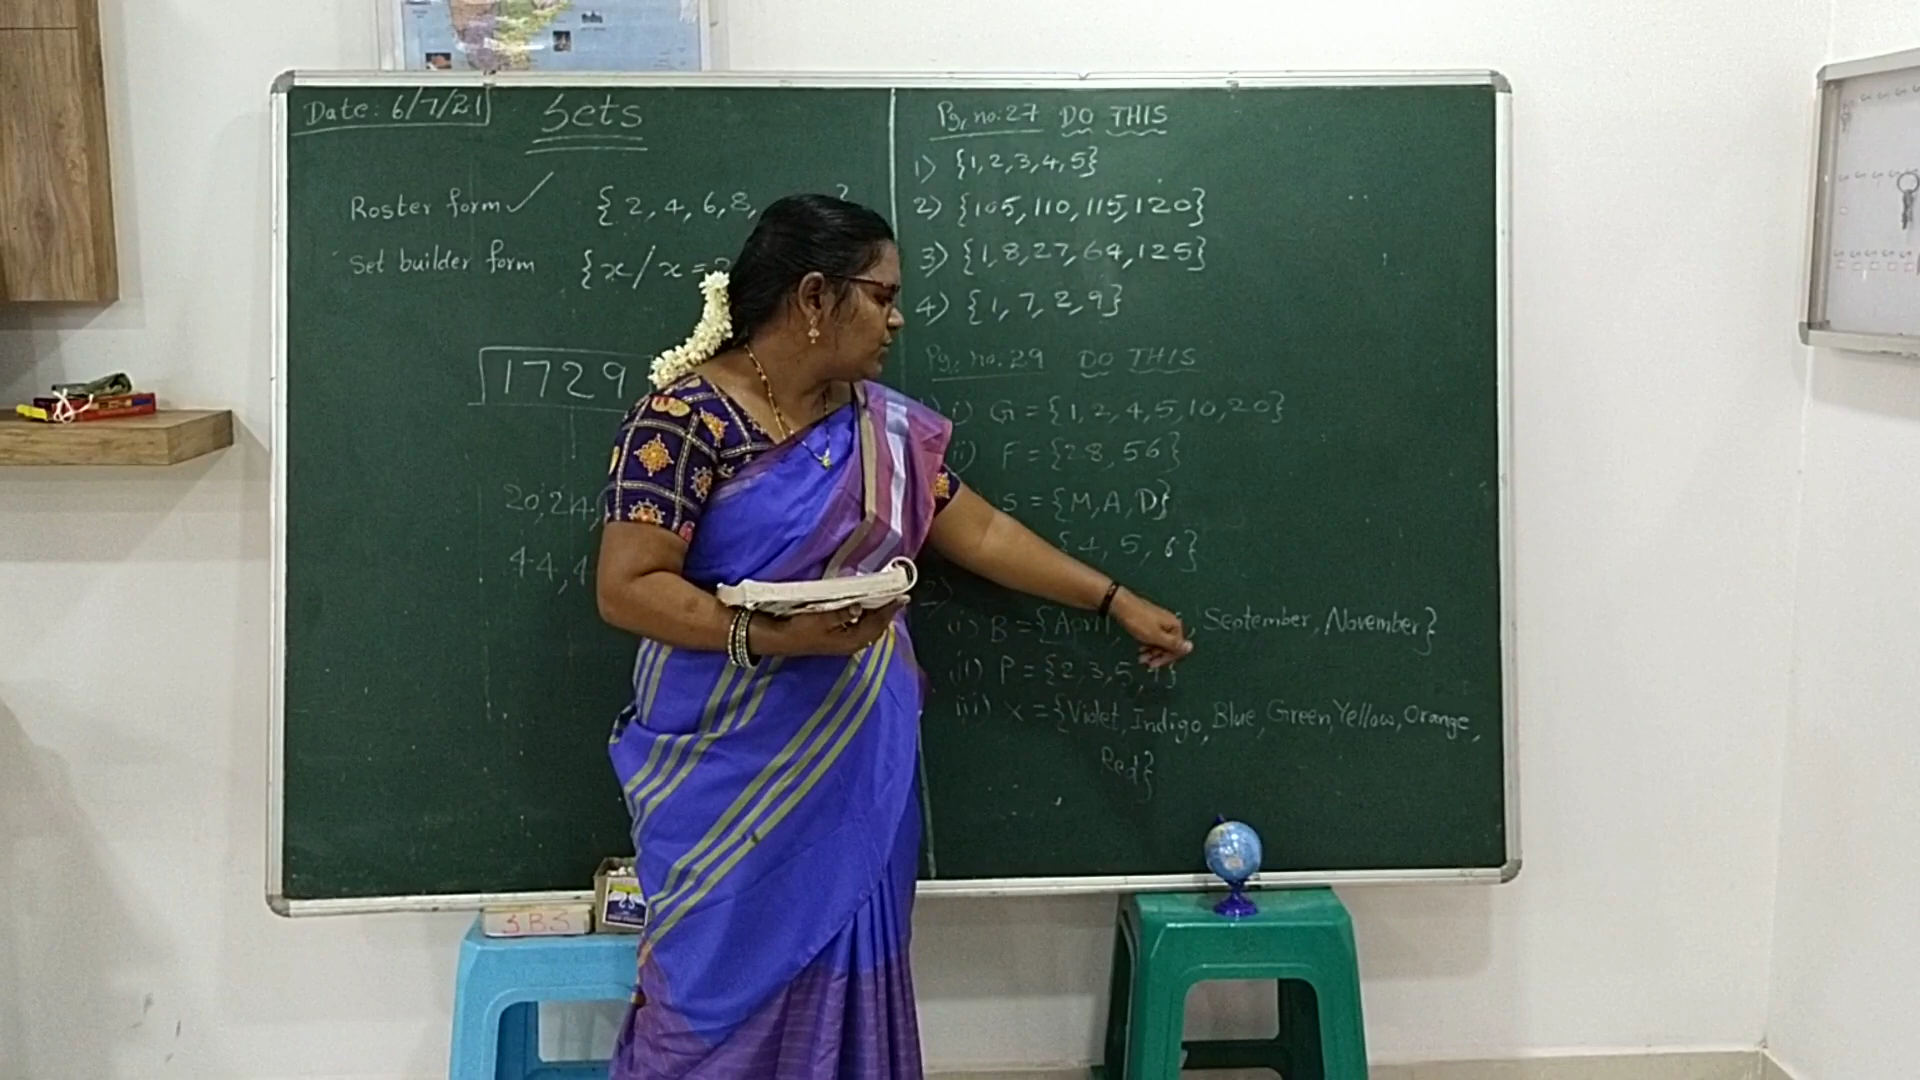 Date: 6/7/21
Sets
Roster form ✓ { 2, 4, 6, 8, }
Set builder form {x/x =
1729
20, 24,
44, 4
Pg. no: 27 DO THIS
1) {1, 2, 3, 4, 5}
2) {105, 110, 115, 120}
3) {1, 8, 27, 64, 125}
4) {1, 7, 2, 9}
Pg. no. 29 DO THIS
i) G = {1, 2, 4, 5, 10, 20}
ii) F = {28, 56}
S = {M, A, D}
{4, 5, 6}
2)
i) B = {April, , September, November}
ii) P = {2, 3, 5, 7}
iii) X = {Violet, Indigo, Blue, Green, Yellow, Orange,
Red}
SBS